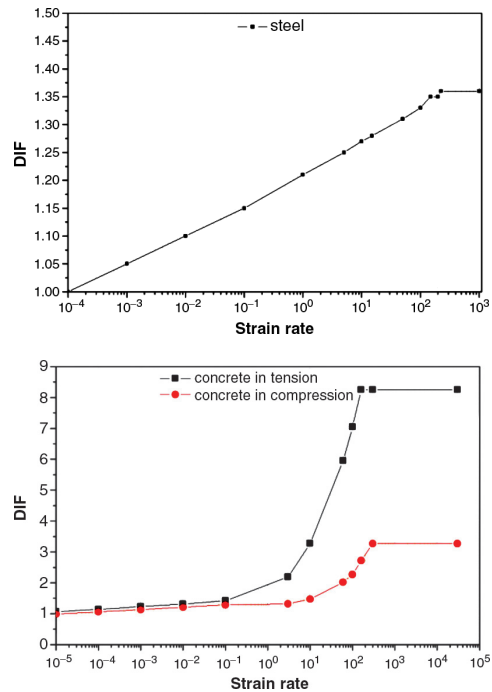 1.50
steel
1.45
1.40
1.35
1.30
DIF
1.25
1.20
1.15
1.10
1.05
1.00
10⁻⁴ 10⁻³ 10⁻² 10⁻¹ 10⁰ 10¹ 10² 10³
Strain rate
9
concrete in tension
8
concrete in compression
7
6
5
DIF
4
3
2
1
0
10⁻⁵ 10⁻⁴ 10⁻³ 10⁻² 10⁻¹ 10⁰ 10¹ 10² 10³ 10⁴ 10⁵
Strain rate